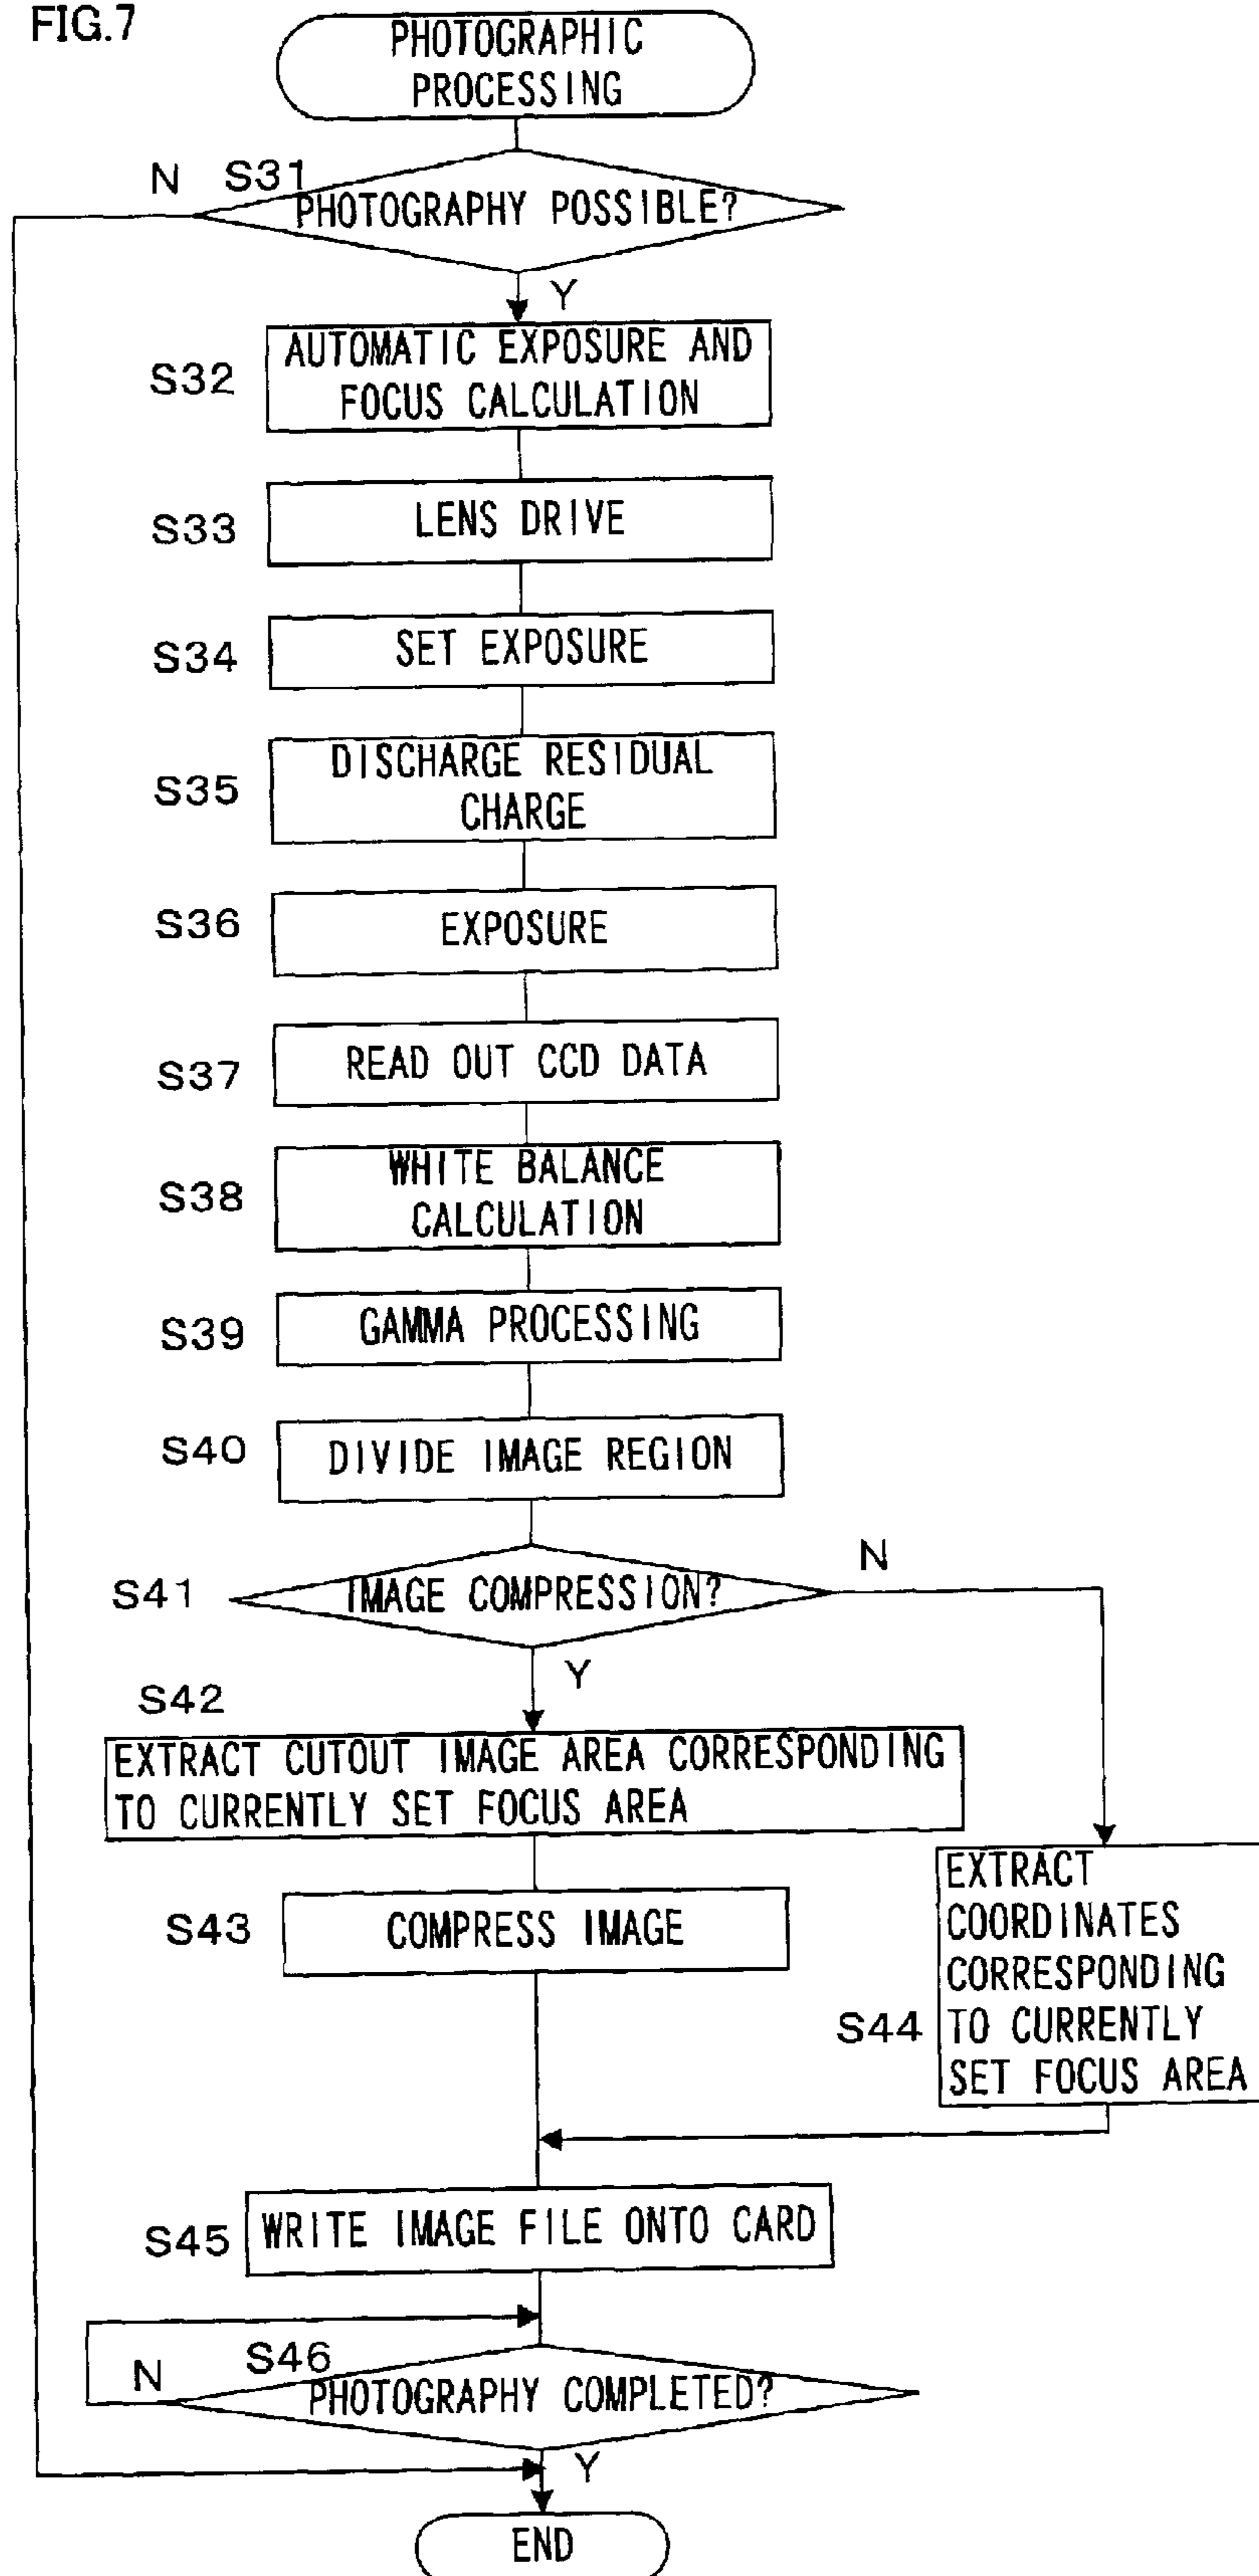 FIG.7
PHOTOGRAPHIC
PROCESSING
N
S31
PHOTOGRAPHY POSSIBLE?
Y
S32
AUTOMATIC EXPOSURE AND
FOCUS CALCULATION
S33
LENS DRIVE
S34
SET EXPOSURE
S35
DISCHARGE RESIDUAL
CHARGE
S36
EXPOSURE
S37
READ OUT CCD DATA
S38
WHITE BALANCE
CALCULATION
S39
GAMMA PROCESSING
S40
DIVIDE IMAGE REGION
S41
IMAGE COMPRESSION?
N
Y
S42
EXTRACT CUTOUT IMAGE AREA CORRESPONDING
TO CURRENTLY SET FOCUS AREA
S43
COMPRESS IMAGE
S44
EXTRACT
COORDINATES
CORRESPONDING
TO CURRENTLY
SET FOCUS AREA
S45
WRITE IMAGE FILE ONTO CARD
N
S46
PHOTOGRAPHY COMPLETED?
Y
END